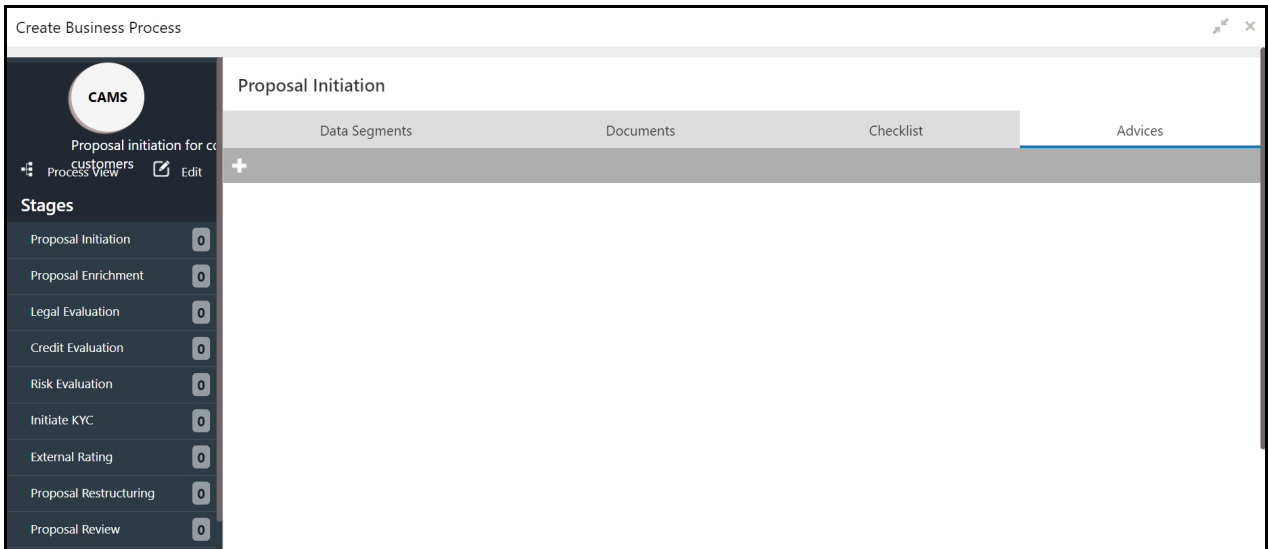 Create Business Process
CAMS
Proposal initiation for
customers
Process View
Edit
Stages
Proposal Initiation 0
Proposal Enrichment 0
Legal Evaluation 0
Credit Evaluation 0
Risk Evaluation 0
Initiate KYC 0
External Rating 0
Proposal Restructuring 0
Proposal Review 0
Proposal Initiation
Data Segments Documents Checklist Advices